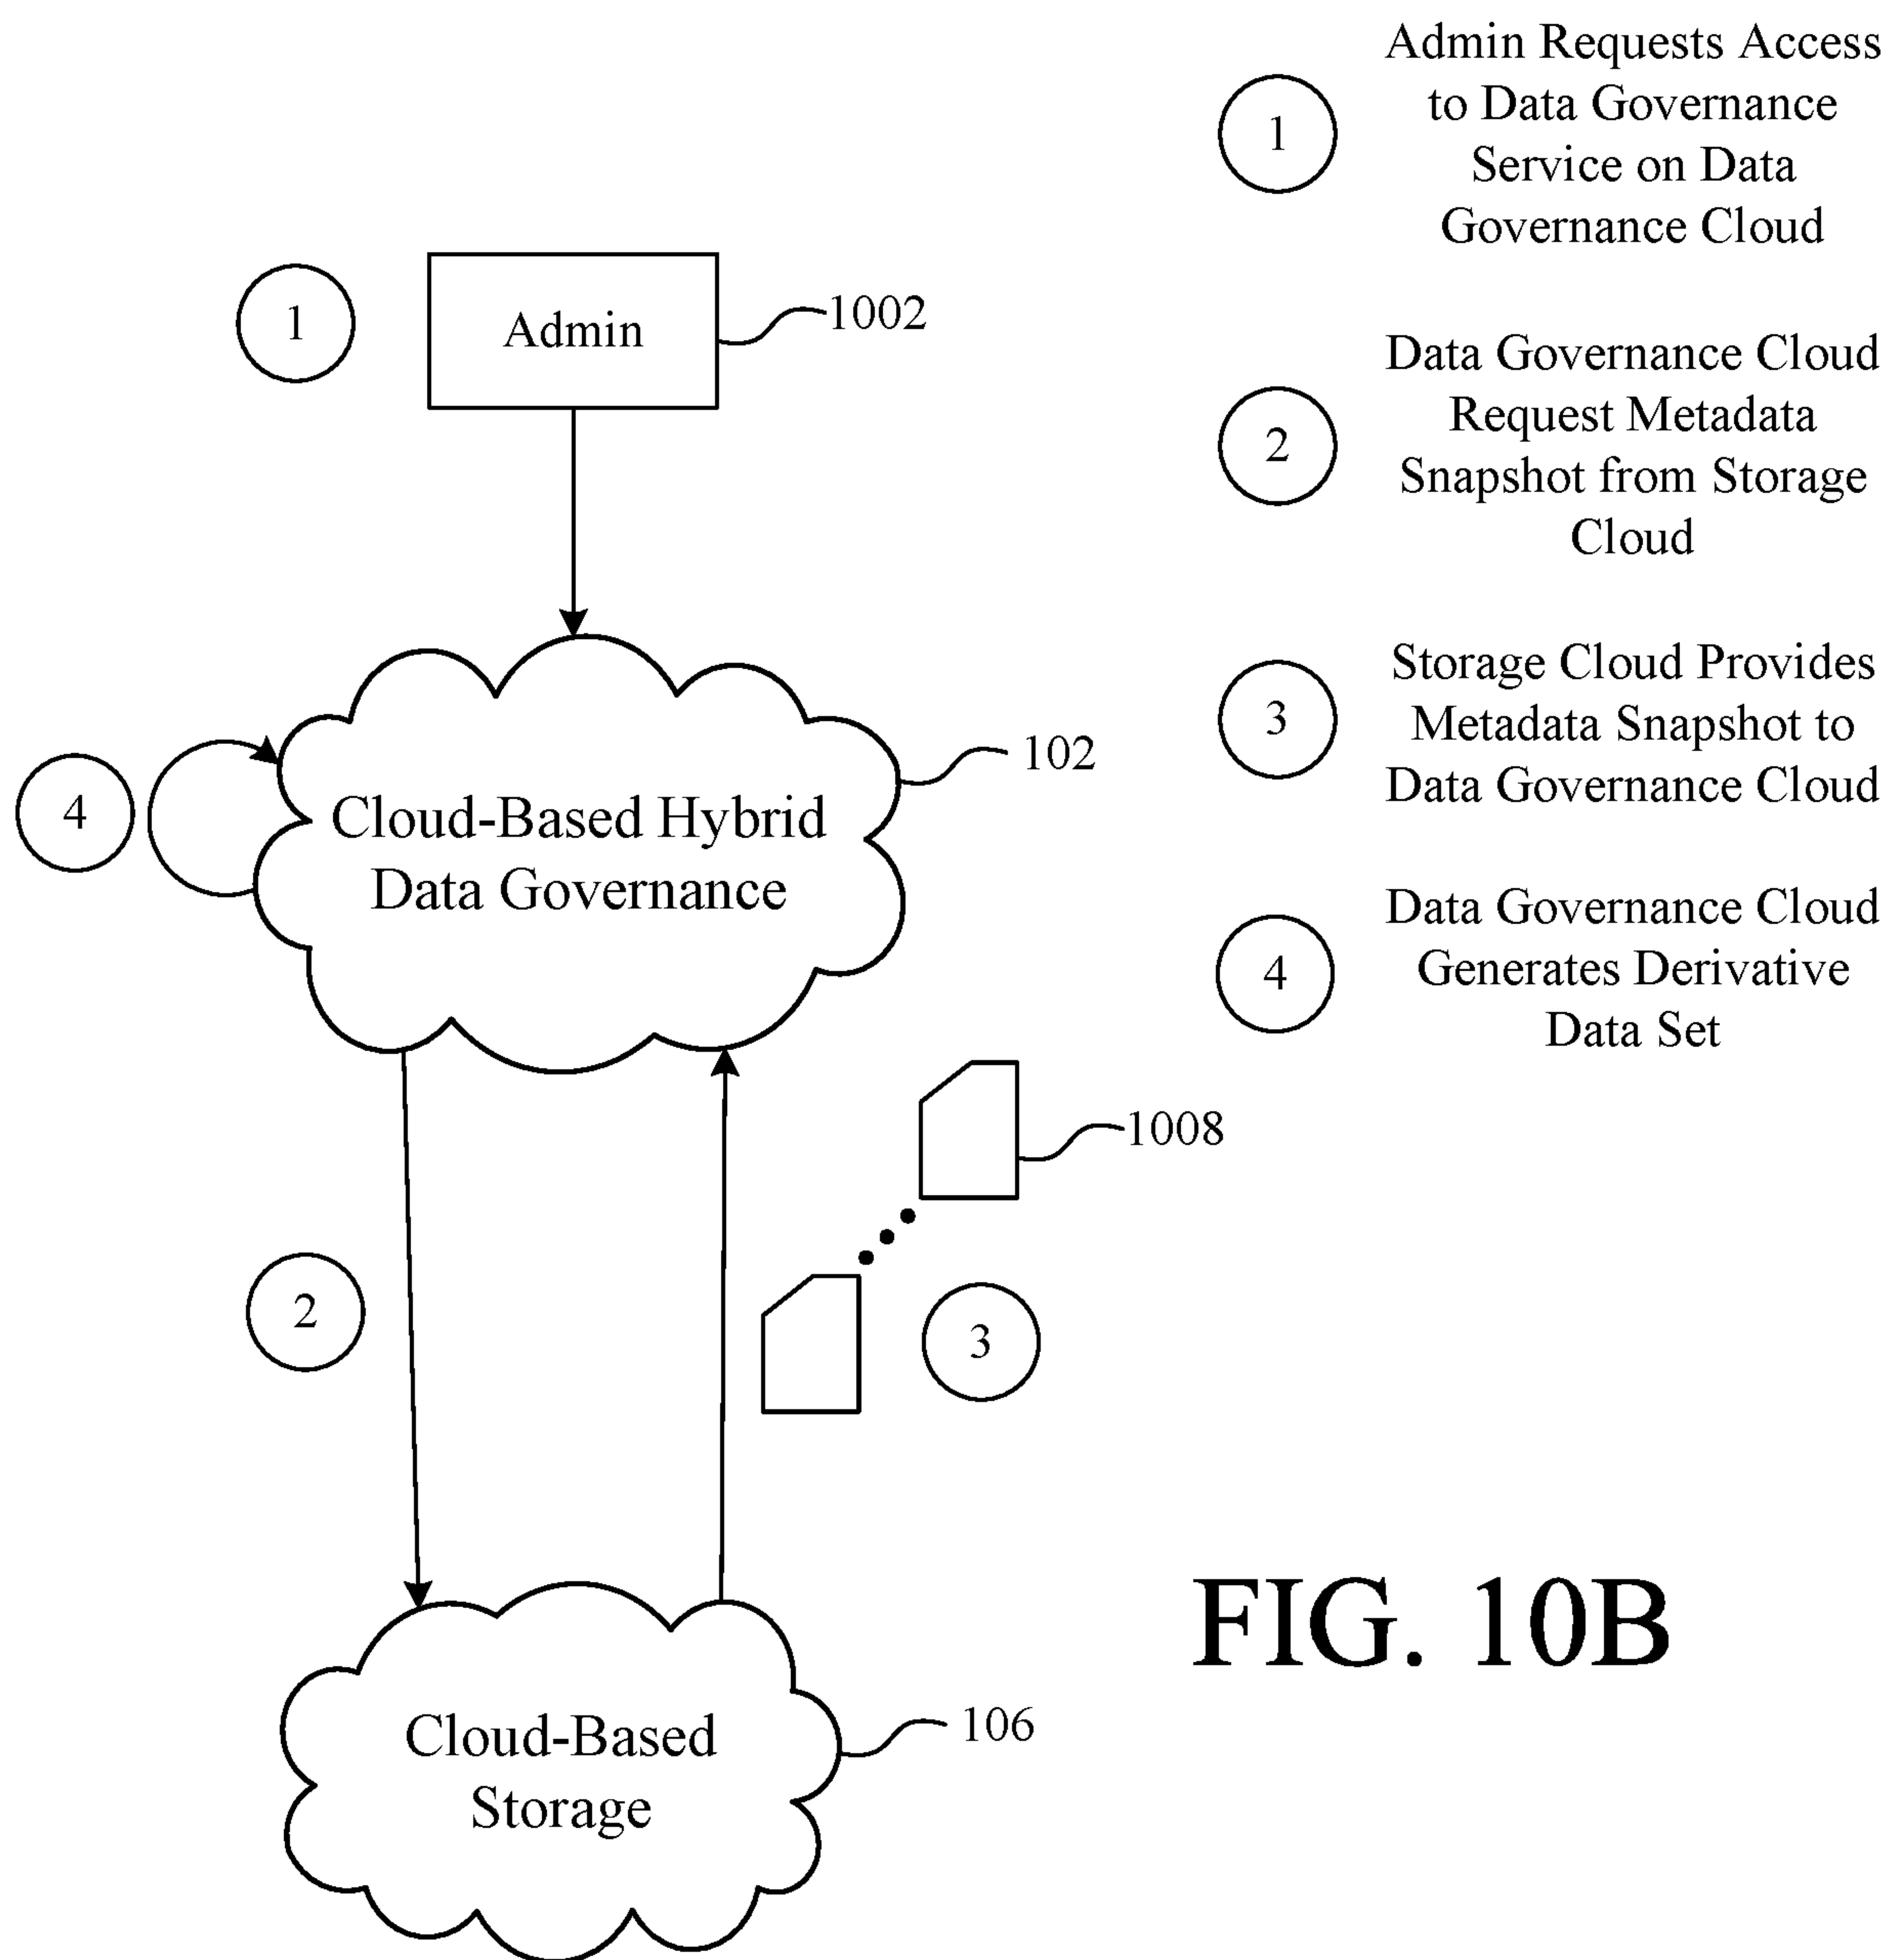 Admin Requests Access
to Data Governance
1
Service on Data
Governance Cloud
1
Admin
1002
Data Governance Cloud
Request Metadata
2
Snapshot from Storage
Cloud
Storage Cloud Provides
3
Metadata Snapshot to
Data Governance Cloud
102
4
Cloud-Based Hybrid
Data Governance
Data Governance Cloud
4
Generates Derivative
Data Set
1008
2
3
FIG. 10B
106
Cloud-Based
Storage